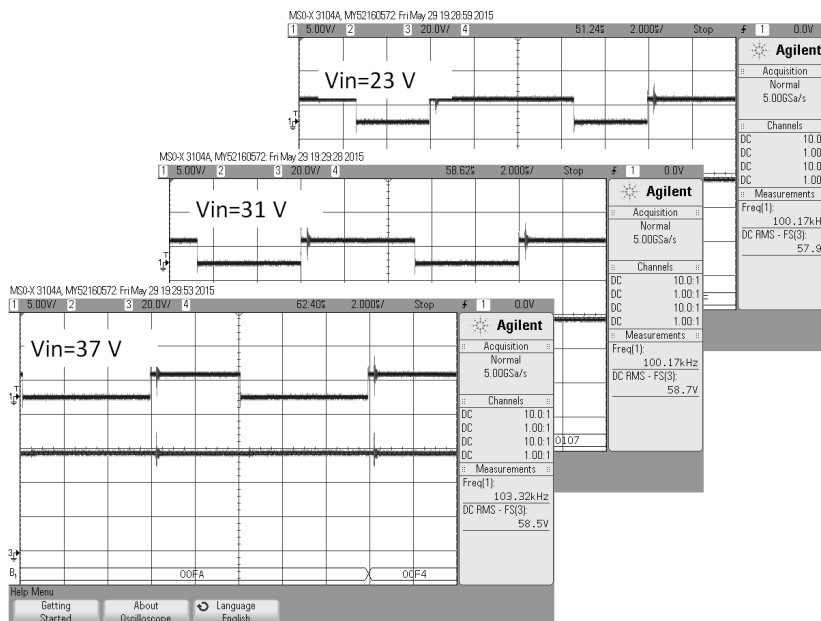 MSO-X 3104A, MY52160572: Fri May 29 19:28:59 2015
1 5.00V/ 2 3 20.0V/ 4 51.24% 2.000%/ Stop 1 0.0V
Vin=23 V
Agilent
Acquisition
Normal
5.00GSa/s
Channels
DC 10.0
DC 1.00
DC 10.0
DC 1.00
Measurements
Freq(1):
100.17kH
DC RMS - FS(3):
57.9
MSO-X 3104A, MY52160572: Fri May 29 19:29:28 2015
1 5.00V/ 2 3 20.0V/ 4 58.62% 2.000%/ Stop 1 0.0V
Vin=31 V
Agilent
Acquisition
Normal
5.00GSa/s
Channels
DC 10.0:1
DC 1.00:1
DC 10.0:1
DC 1.00:1
Measurements
Freq(1):
100.17kHz
DC RMS - FS(3):
58.7V
0107
MSO-X 3104A, MY52160572: Fri May 29 19:29:53 2015
1 5.00V/ 2 3 20.0V/ 4 62.40% 2.000%/ Stop 1 0.0V
Vin=37 V
Agilent
Acquisition
Normal
5.00GSa/s
Channels
DC 10.0:1
DC 1.00:1
DC 10.0:1
DC 1.00:1
Measurements
Freq(1):
103.32kHz
DC RMS - FS(3):
58.5V
B1 00FA 00F4
Help Menu
Getting Started
About Oscilloscope
Language English